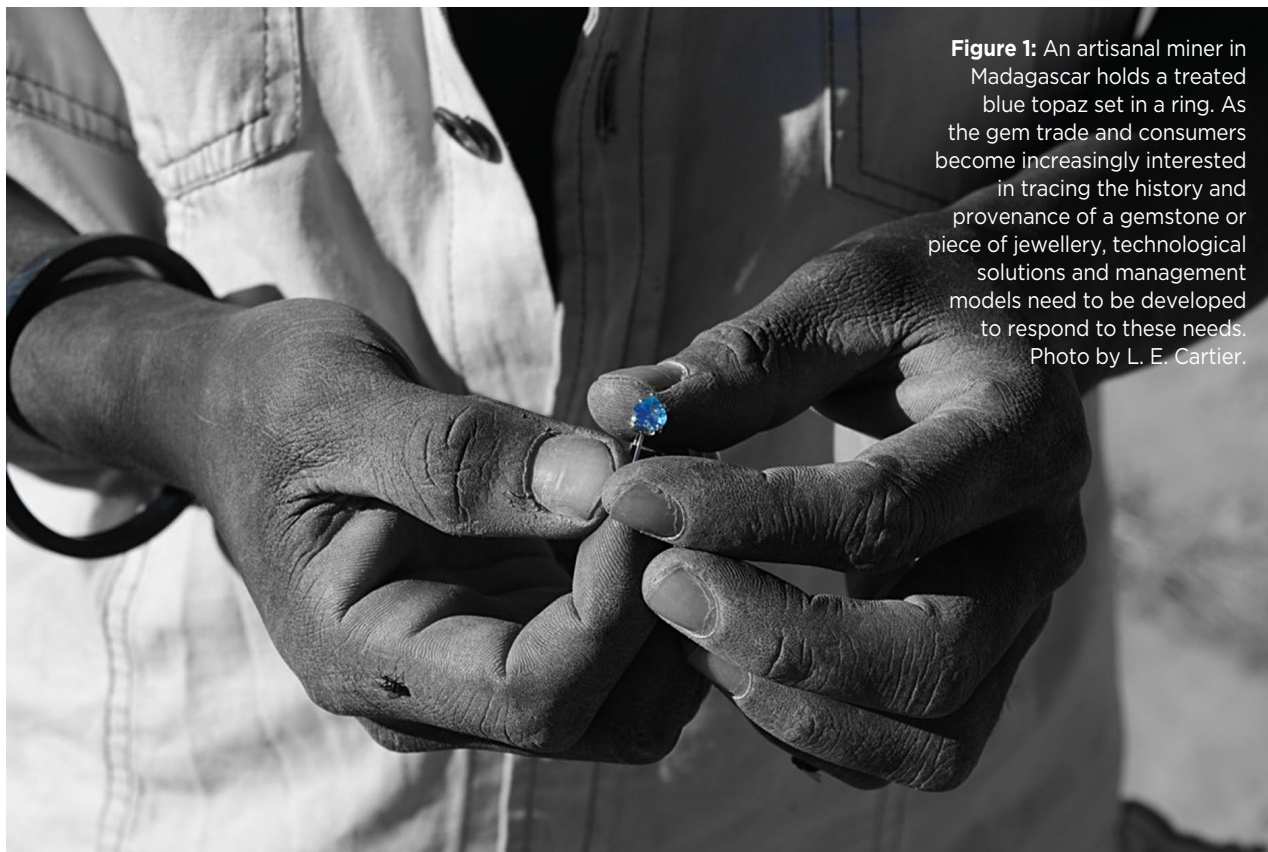 Figure 1: An artisanal miner in
Madagascar holds a treated
blue topaz set in a ring. As
the gem trade and consumers
become increasingly interested
in tracing the history and
provenance of a gemstone or
piece of jewellery, technological
solutions and management
models need to be developed
to respond to these needs.
Photo by L. E. Cartier.